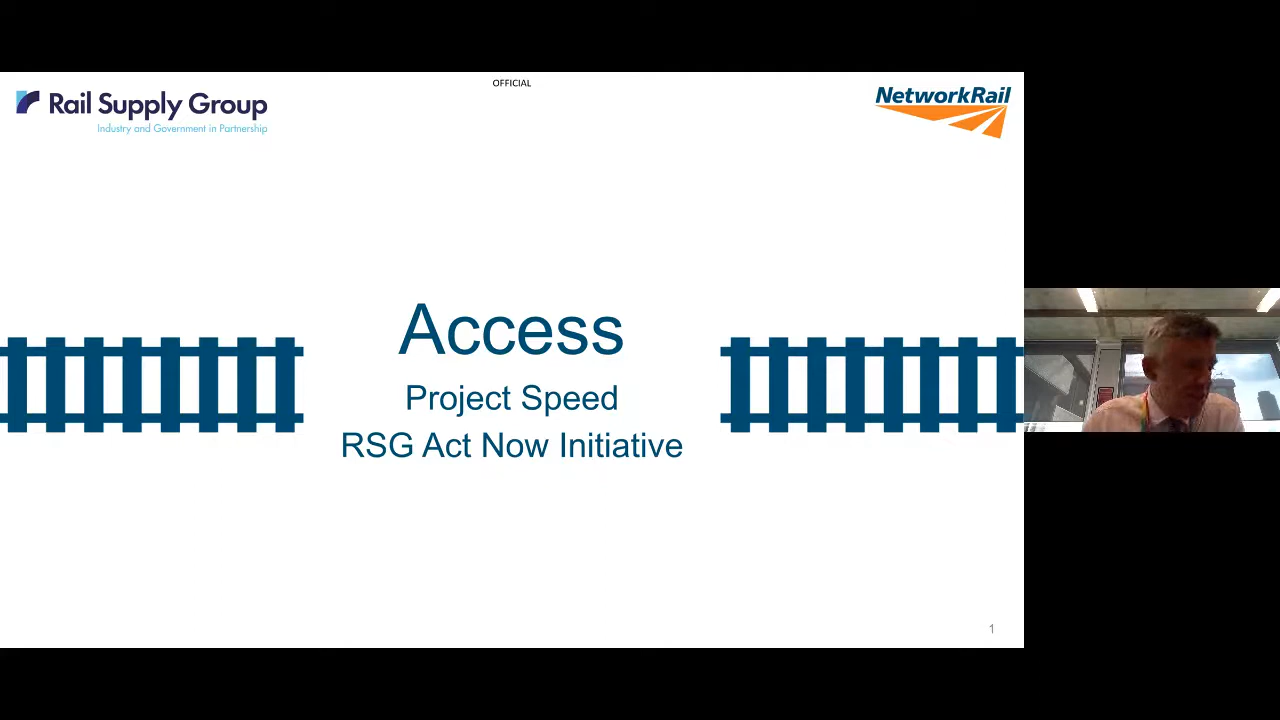 OFFICIAL
Rail Supply Group
Industry and Government in Partnership
NetworkRail
Access
Project Speed
RSG Act Now Initiative
1